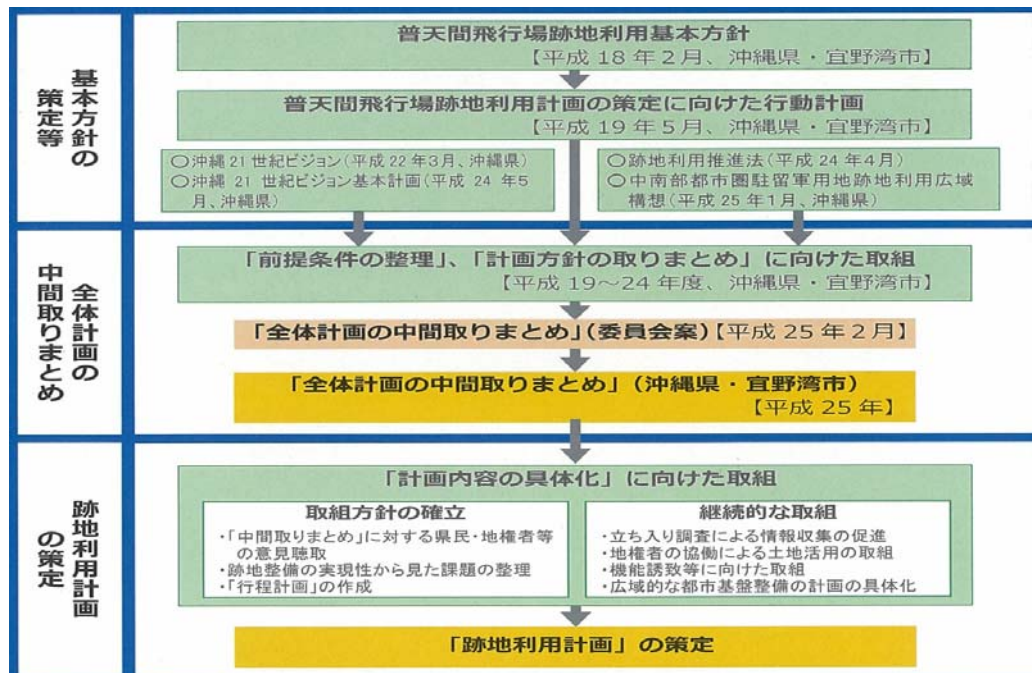 基本方針の
策定等
普天間飛行場跡地利用基本方針
【平成18年2月、沖縄県・宜野湾市】
普天間飛行場跡地利用計画の策定に向けた行動計画
【平成19年5月、沖縄県・宜野湾市】
○沖縄21世紀ビジョン(平成22年3月、沖縄県)
○沖縄21世紀ビジョン基本計画(平成24年5
月、沖縄県)
○跡地利用推進法(平成24年4月)
○中南部都市圏駐留軍用地跡地利用広域
構想(平成25年1月、沖縄県)
全体計画の
中間取りまとめ
「前提条件の整理」、「計画方針の取りまとめ」に向けた取組
【平成19～24年度、沖縄県・宜野湾市】
「全体計画の中間取りまとめ」(委員会案)【平成25年2月】
「全体計画の中間取りまとめ」(沖縄県・宜野湾市)
【平成25年】
跡地利用計画
の策定
「計画内容の具体化」に向けた取組
取組方針の確立
・「中間取りまとめ」に対する県民・地権者等
の意見聴取
・跡地整備の実現性から見た課題の整理
・「行程計画」の作成
継続的な取組
・立ち入り調査による情報収集の促進
・地権者の協働による土地活用の取組
・機能誘致等に向けた取組
・広域的な都市基盤整備の計画の具体化
「跡地利用計画」の策定